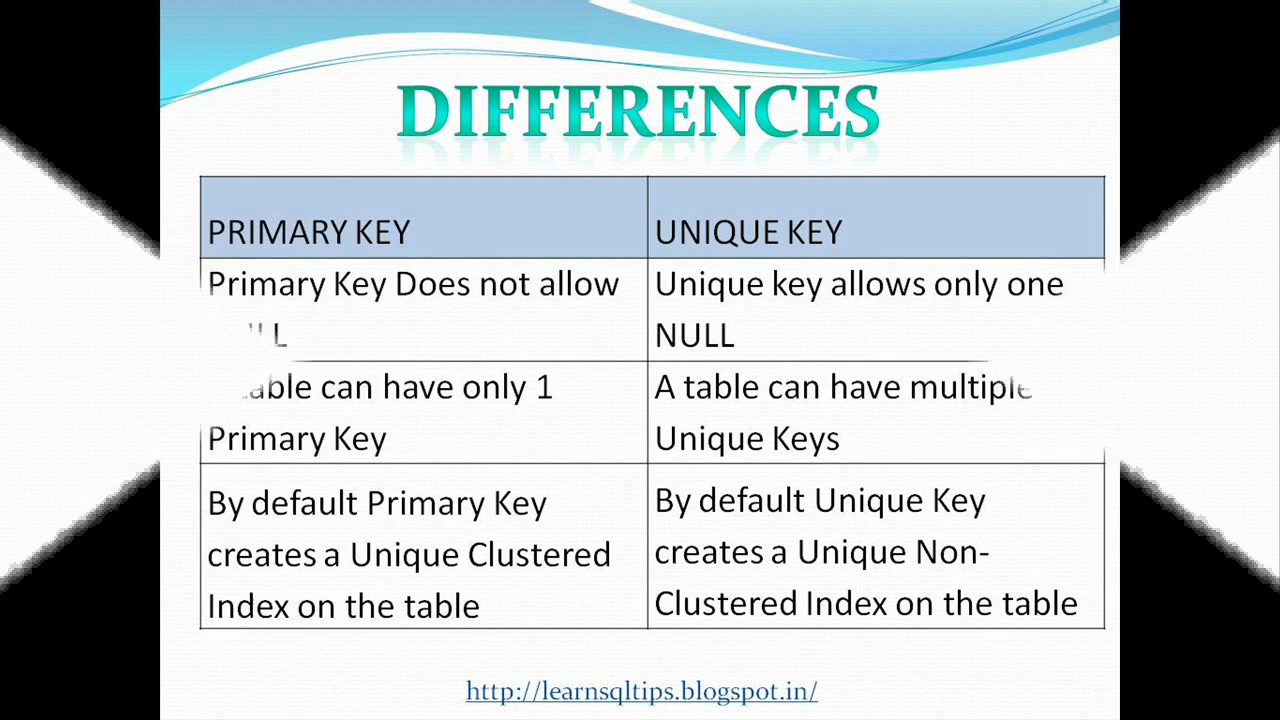 DIFFERENCES
PRIMARY KEY
UNIQUE KEY
Primary Key Does not allow
Unique key allows only one
NULL
able can have only 1
Primary Key
A table can have multiple
Unique Keys
By default Primary Key
creates a Unique Clustered
Index on the table
By default Unique Key
creates a Unique Non-
Clustered Index on the table
http://learnsqltips.blogspot.in/